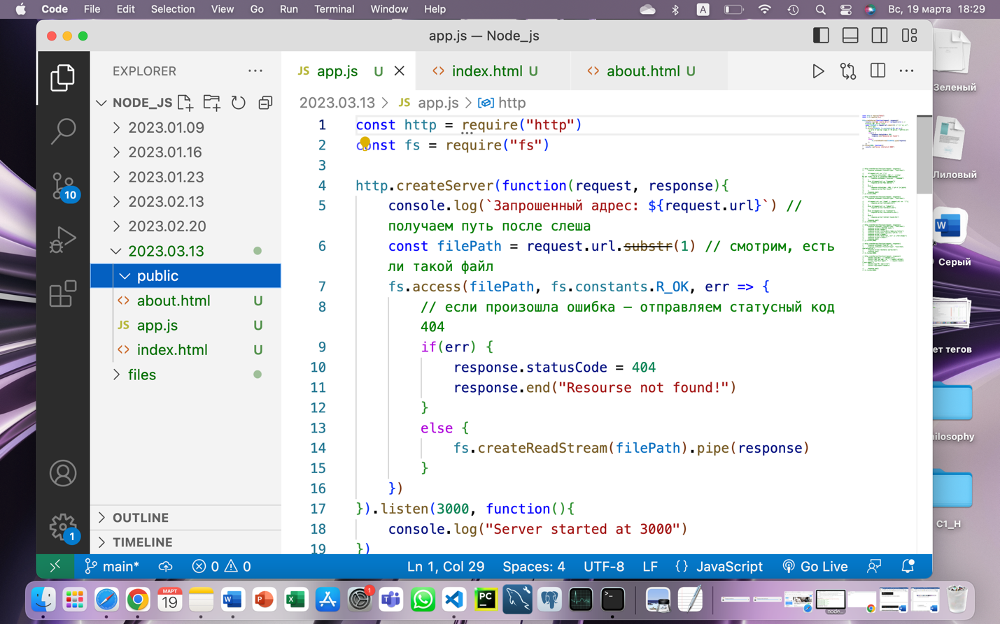 Code File Edit Selection View Go Run Terminal Window Help A Вс, 19 марта 18:29
app.js — Node_js
EXPLORER
JS app.js U
<> index.html U
<> about.html U
NODE_JS
2023.03.13 > JS app.js > http
2023.01.09
2023.01.16
2023.01.23
2023.02.13
2023.02.20
2023.03.13
public
<> about.html U
JS app.js U
<> index.html U
files
OUTLINE
TIMELINE
10
1
1 const http = require("http")
2 const fs = require("fs")
3
4 http.createServer(function(request, response){
5 console.log(`Запрошенный адрес: ${request.url}`) //
получаем путь после слеша
6 const filePath = request.url.substr(1) // смотрим, есть
ли такой файл
7 fs.access(filePath, fs.constants.R_OK, err => {
8 // если произошла ошибка – отправляем статусный код
404
9 if(err) {
10 response.statusCode = 404
11 response.end("Resourse not found!")
12 }
13 else {
14 fs.createReadStream(filePath).pipe(response)
15 }
16 })
17 }).listen(3000, function(){
18 console.log("Server started at 3000")
19 })
Зеленый
Лиловый
W
Серый
ет тегов
ilosophy
C1_H
main* 0 0 Ln 1, Col 29 Spaces: 4 UTF-8 LF {} JavaScript Go Live
МАРТ
19
W
P
X
1
PC
>_
node...